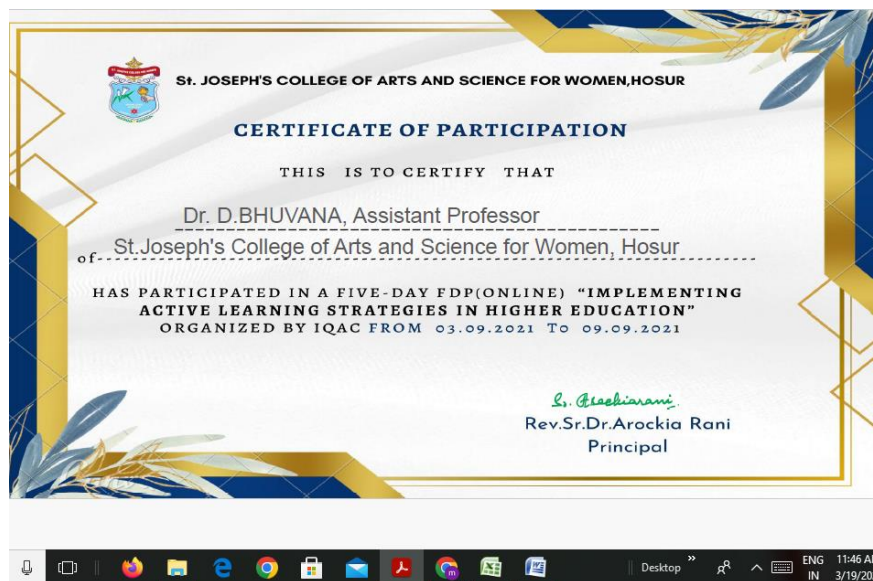 St. JOSEPH'S COLLEGE OF ARTS AND SCIENCE FOR WOMEN,HOSUR
CERTIFICATE OF PARTICIPATION
THIS IS TO CERTIFY THAT
Dr. D.BHUVANA, Assistant Professor
of St.Joseph's College of Arts and Science for Women, Hosur
HAS PARTICIPATED IN A FIVE-DAY FDP(ONLINE) “IMPLEMENTING
ACTIVE LEARNING STRATEGIES IN HIGHER EDUCATION”
ORGANIZED BY IQAC FROM 03.09.2021 TO 09.09.2021
Rev.Sr.Dr.Arockia Rani
Principal
Desktop
ENG 11:46
IN 3/19/20